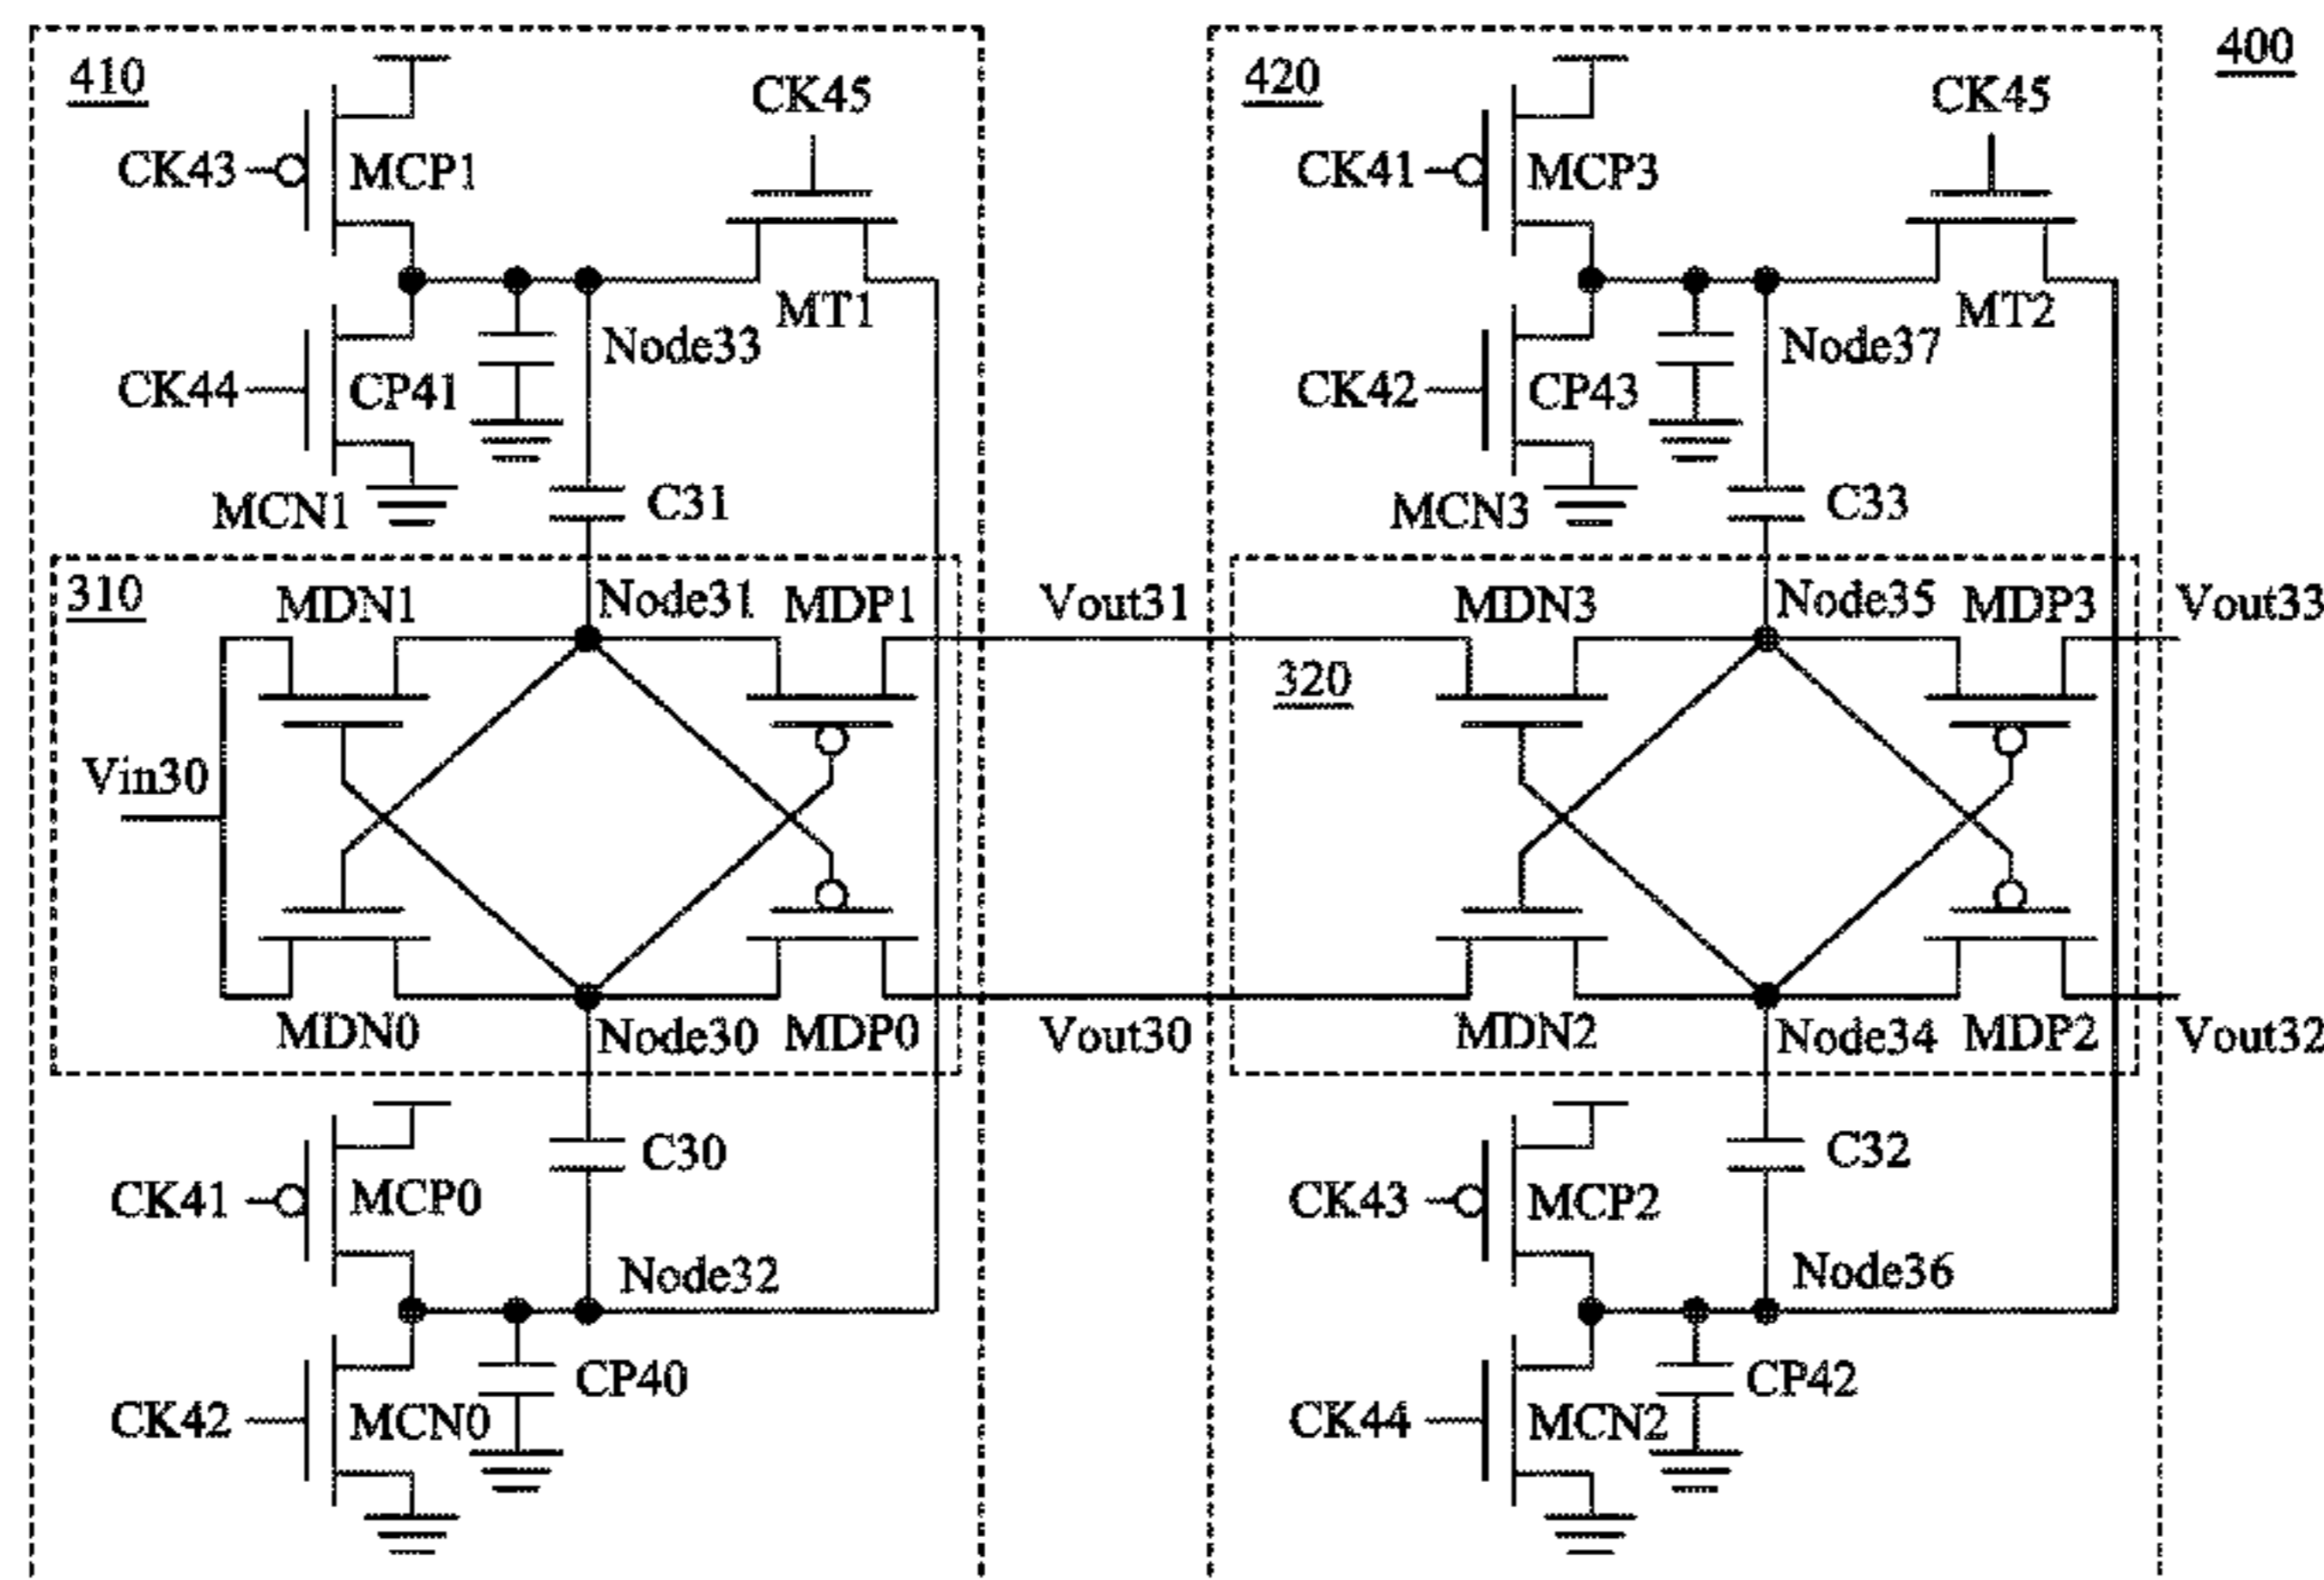 410
CK45
420
CK45
400
CK43
MCP1
CK41
MCP3
MT1
MT2
Node33
Node37
CK44
CP41
CK42
CP43
MCN1
C31
MCN3
C33
310
MDN1
Node31
MDP1
Vout31
MDN3
Node35
MDP3
Vout33
320
Vin30
MDN0
Node30
MDP0
Vout30
MDN2
Node34
MDP2
Vout32
C30
C32
CK41
MCP0
CK43
MCP2
Node32
Node36
CP40
CP42
CK42
MCN0
CK44
MCN2